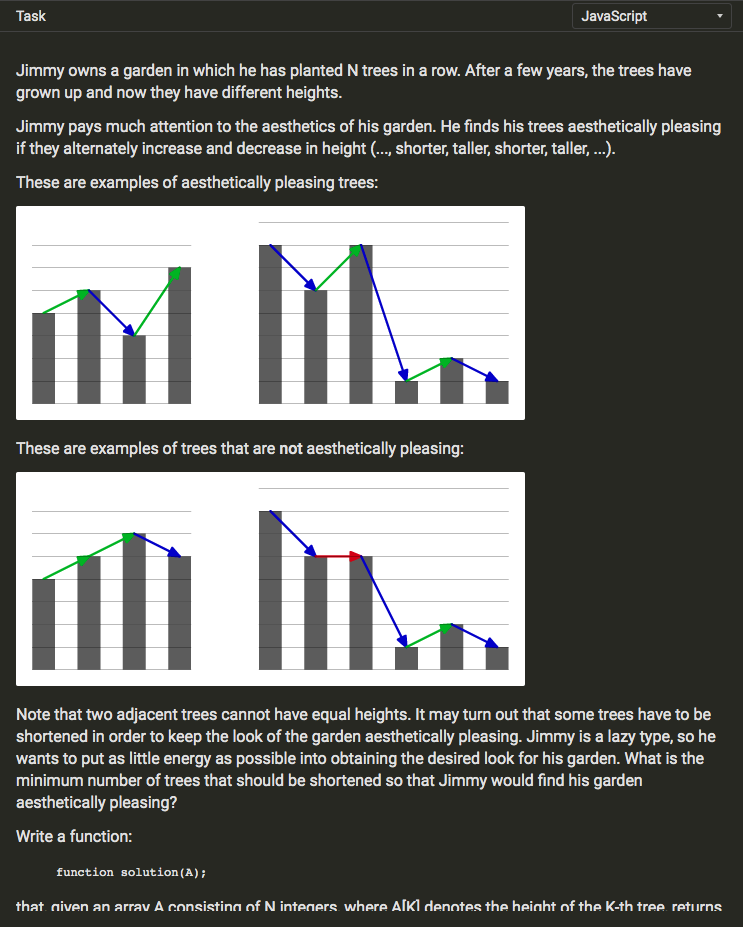 Task
JavaScript
Jimmy owns a garden in which he has planted N trees in a row. After a few years, the trees have
grown up and now they have different heights.
Jimmy pays much attention to the aesthetics of his garden. He finds his trees aesthetically pleasing
if they alternately increase and decrease in height (..., shorter, taller, shorter, taller, ...).
These are examples of aesthetically pleasing trees:
These are examples of trees that are not aesthetically pleasing:
Note that two adjacent trees cannot have equal heights. It may turn out that some trees have to be
shortened in order to keep the look of the garden aesthetically pleasing. Jimmy is a lazy type, so he
wants to put as little energy as possible into obtaining the desired look for his garden. What is the
minimum number of trees that should be shortened so that Jimmy would find his garden
aesthetically pleasing?
Write a function:
function solution(A);
that, given an array A consisting of N integers, where A[K] denotes the height of the K-th tree, returns